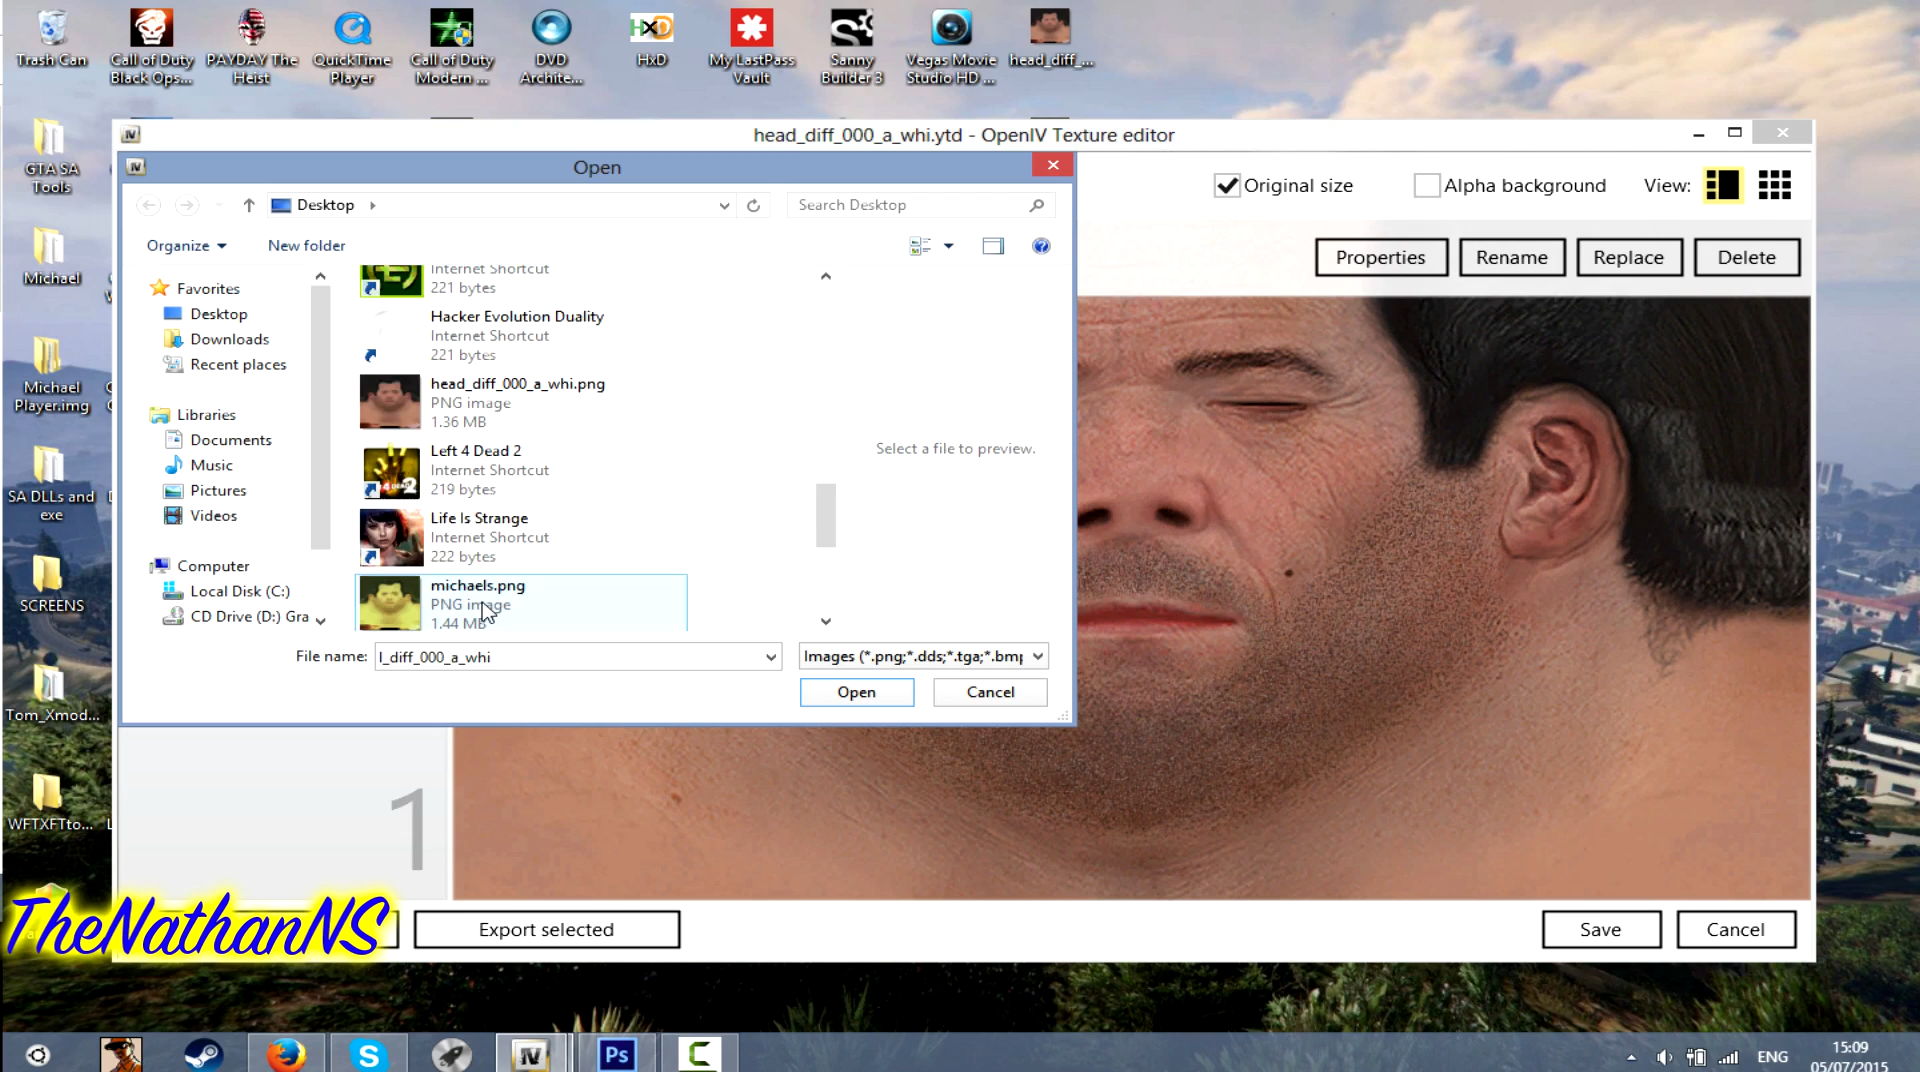 Trash Can
Call of Duty
Black Ops...
PAYDAY The
Heist
QuickTime
Player
Call of Duty
Modern ...
DVD
Archite...
HxD
My LastPass
Vault
Sanny
Builder 3
Vegas Movie
Studio HD ...
head_diff_...
GTA SA
Tools
Michael
Michael
Player.img
SA DLLs and
exe
SCREENS
Tom_Xmod...
WFTXFTto...
head_diff_000_a_whi.ytd - OpenIV Texture editor
Original size
Alpha background
View:
Properties
Rename
Replace
Delete
Open
Desktop
Search Desktop
Organize
New folder
Favorites
Desktop
Downloads
Recent places
Libraries
Documents
Music
Pictures
Videos
Computer
Local Disk (C:)
CD Drive (D:) Gra
Internet Shortcut
221 bytes
Hacker Evolution Duality
Internet Shortcut
221 bytes
head_diff_000_a_whi.png
PNG image
1.36 MB
Left 4 Dead 2
Internet Shortcut
219 bytes
Life Is Strange
Internet Shortcut
222 bytes
michaels.png
PNG image
1.44 MB
Select a file to preview.
File name:
l_diff_000_a_whi
Images (*.png;*.dds;*.tga;*.bmp
Open
Cancel
1
TheNathanNS
Export selected
Save
Cancel
IV
Ps
ENG
15:09
05/07/2015